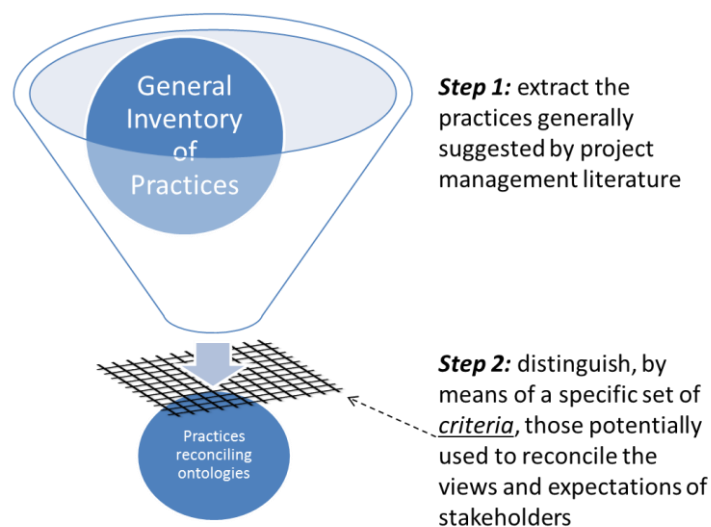 General
Inventory
of
Practices
Step 1: extract the
practices generally
suggested by project
management literature
Practices
reconciling
ontologies
Step 2: distinguish, by
means of a specific set of
criteria, those potentially
used to reconcile the
views and expectations of
stakeholders